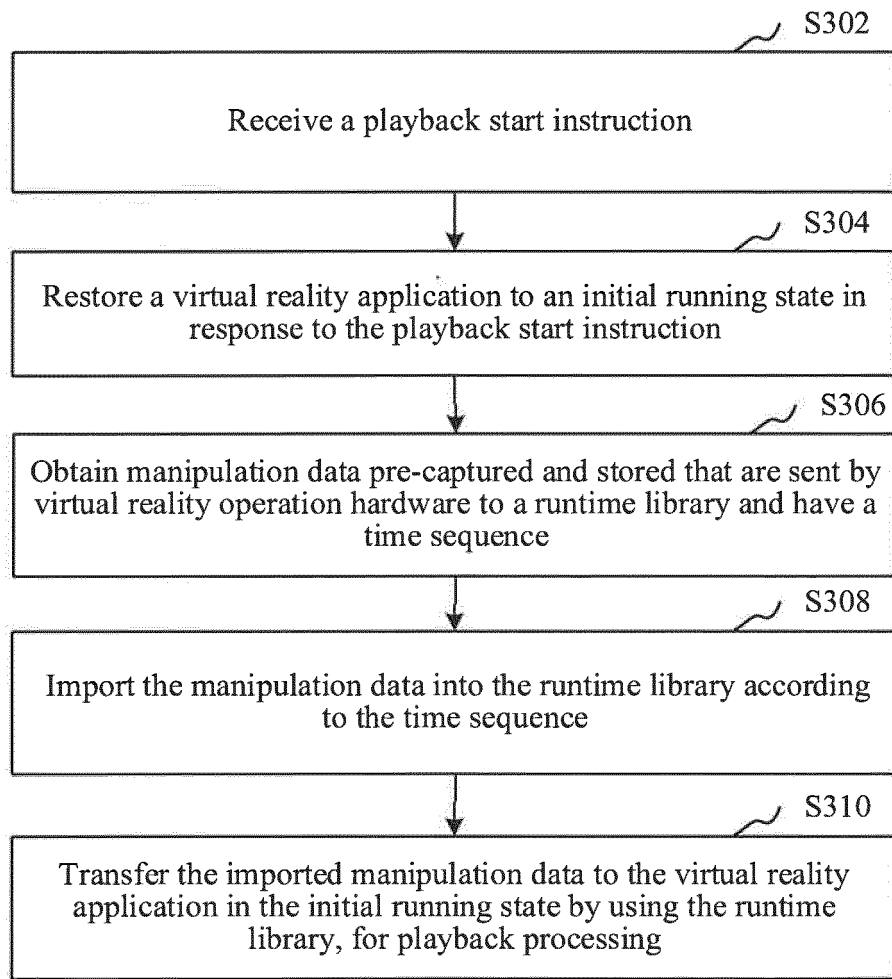 S302
Receive a playback start instruction
S304
Restore a virtual reality application to an initial running state in
response to the playback start instruction
S306
Obtain manipulation data pre-captured and stored that are sent by
virtual reality operation hardware to a runtime library and have a
time sequence
S308
Import the manipulation data into the runtime library according
to the time sequence
S310
Transfer the imported manipulation data to the virtual reality
application in the initial running state by using the runtime
library, for playback processing